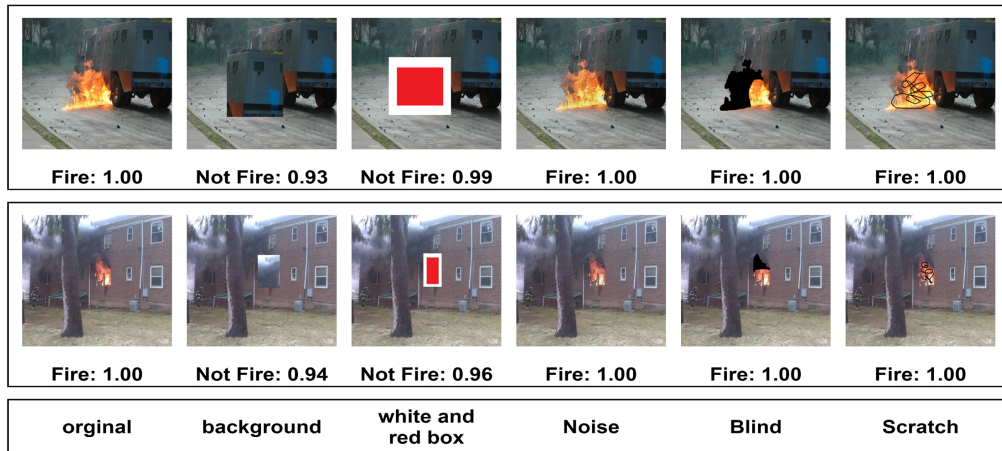 Fire: 1.00 Not Fire: 0.93 Not Fire: 0.99 Fire: 1.00 Fire: 1.00 Fire: 1.00
Fire: 1.00 Not Fire: 0.94 Not Fire: 0.96 Fire: 1.00 Fire: 1.00 Fire: 1.00
orginal background white and Noise Blind Scratch
red box